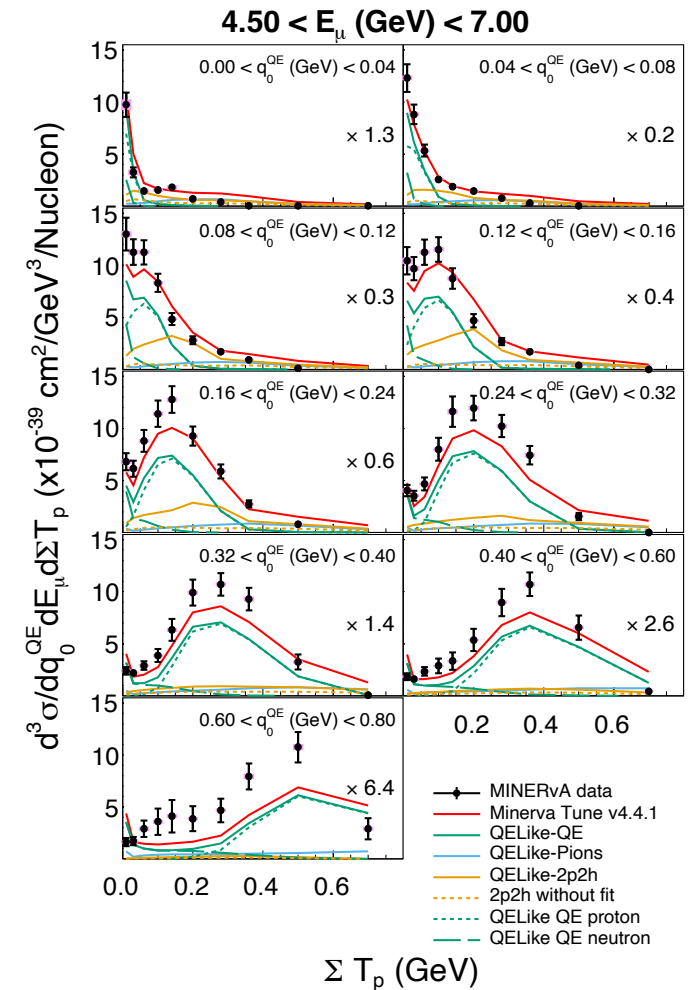 4.50 < E_μ (GeV) < 7.00
d³σ/dq₀^QE dE_μ dΣT_p (x10⁻³⁹ cm²/GeV³/Nucleon)
15
10
5
0.00 < q₀^QE (GeV) < 0.04
× 1.3
0.04 < q₀^QE (GeV) < 0.08
× 0.2
15
10
5
0.08 < q₀^QE (GeV) < 0.12
× 0.3
0.12 < q₀^QE (GeV) < 0.16
× 0.4
15
10
5
0.16 < q₀^QE (GeV) < 0.24
× 0.6
0.24 < q₀^QE (GeV) < 0.32
× 1.0
15
10
5
0.32 < q₀^QE (GeV) < 0.40
× 1.4
0.40 < q₀^QE (GeV) < 0.60
× 2.6
0.2 0.4 0.6
15
10
5
0.60 < q₀^QE (GeV) < 0.80
× 6.4
0.0 0.2 0.4 0.6
MINERvA data
Minerva Tune v4.4.1
QELike-QE
QELike-Pions
QELike-2p2h
2p2h without fit
QELike QE proton
QELike QE neutron
Σ T_p (GeV)